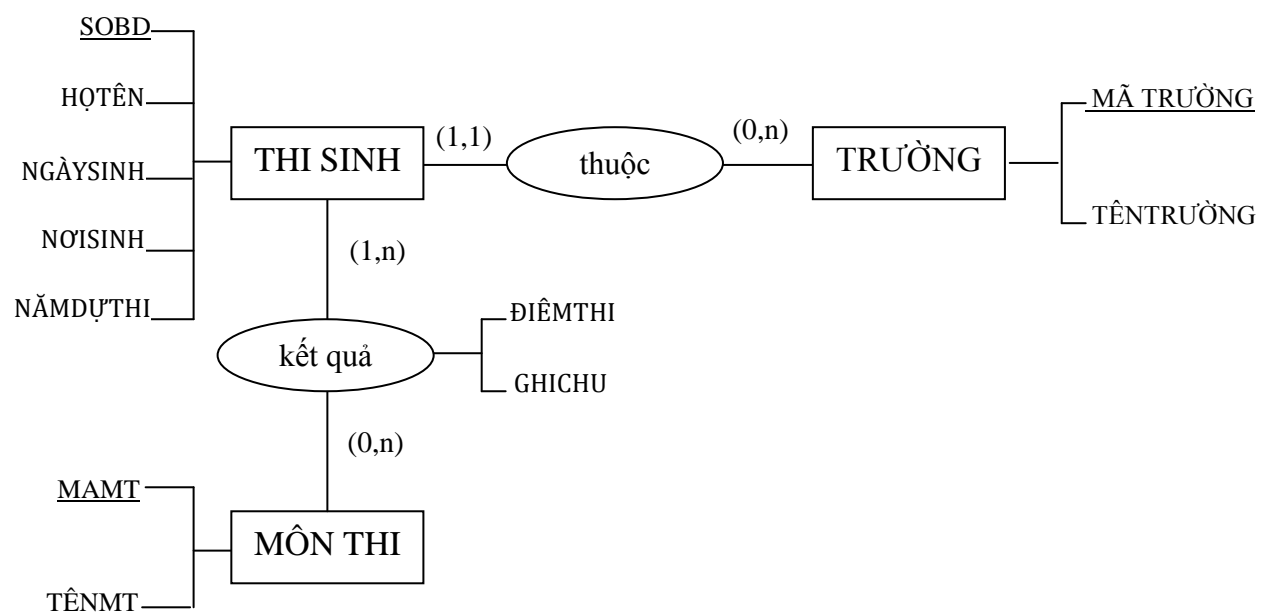 SOBD
HỌTÊN
NGÀYSINH
NƠISINH
NĂMDỰTHI
THI SINH
(1,1)
thuộc
(0,n)
TRƯỜNG
MÃ TRƯỜNG
TÊNTRƯỜNG
(1,n)
kết quả
ĐIÊMTHI
GHICHU
(0,n)
MAMT
TÊNMT
MÔN THI